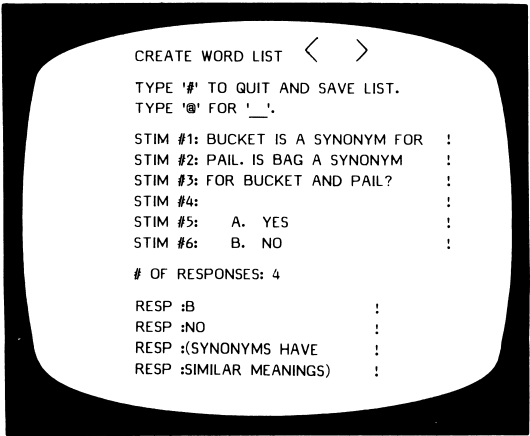 CREATE WORD LIST < >
TYPE '#' TO QUIT AND SAVE LIST.
TYPE '@' FOR '__'.
STIM #1: BUCKET IS A SYNONYM FOR !
STIM #2: PAIL. IS BAG A SYNONYM !
STIM #3: FOR BUCKET AND PAIL? !
STIM #4: !
STIM #5: A. YES !
STIM #6: B. NO !
# OF RESPONSES: 4
RESP :B !
RESP :NO !
RESP :(SYNONYMS HAVE !
RESP :SIMILAR MEANINGS) !